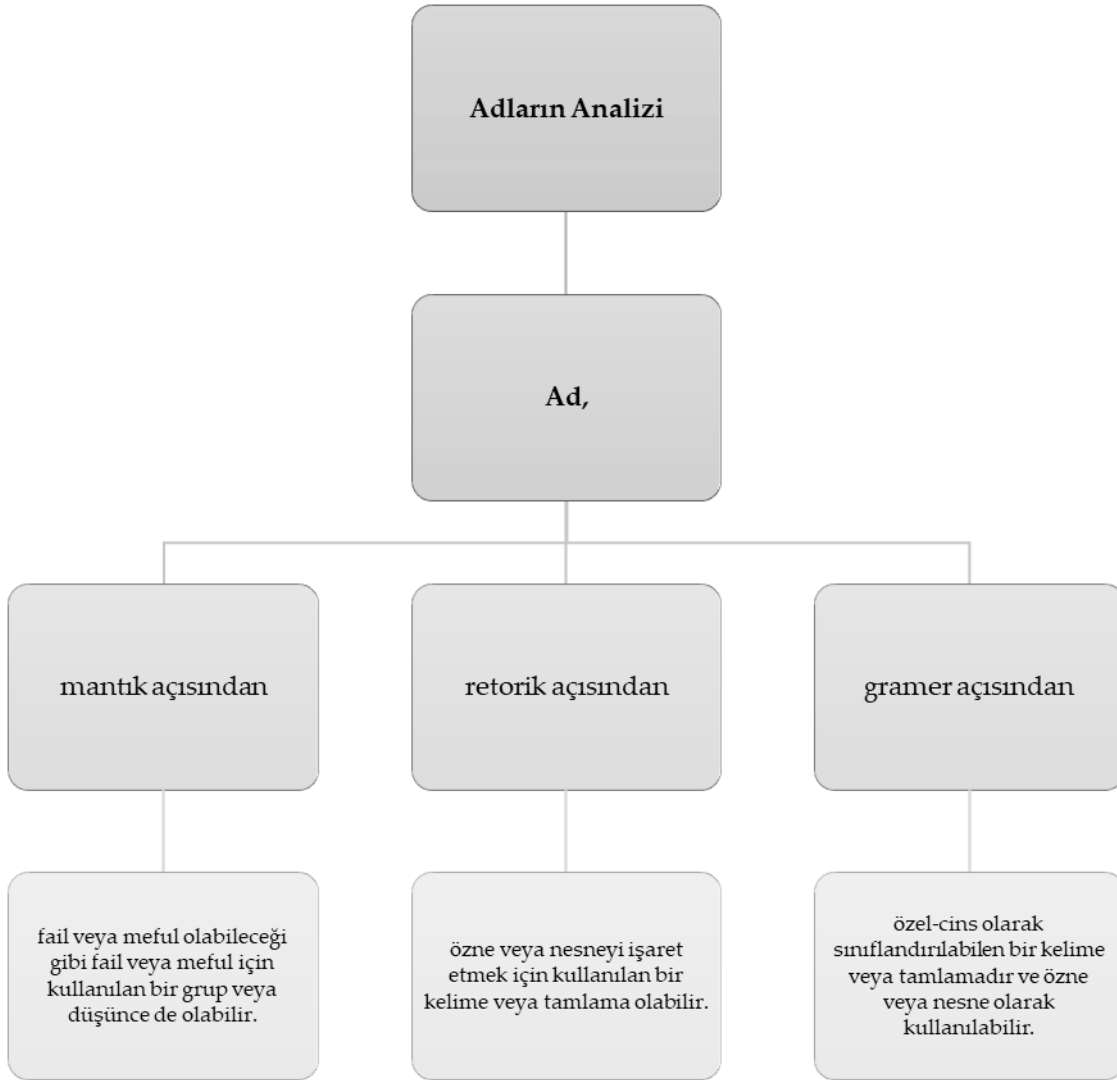 Adların Analizi
Ad,
mantık açısından
retorik açısından
gramer açısından
fail veya meful olabileceği
gibi fail veya meful için
kullanılan bir grup veya
düşünce de olabilir.
özne veya nesneyi işaret
etmek için kullanılan bir
kelime veya tamlama olabilir.
özel-cins olarak
sınıflandırılabilen bir kelime
veya tamlamadır ve özne
veya nesne olarak
kullanılabilir.